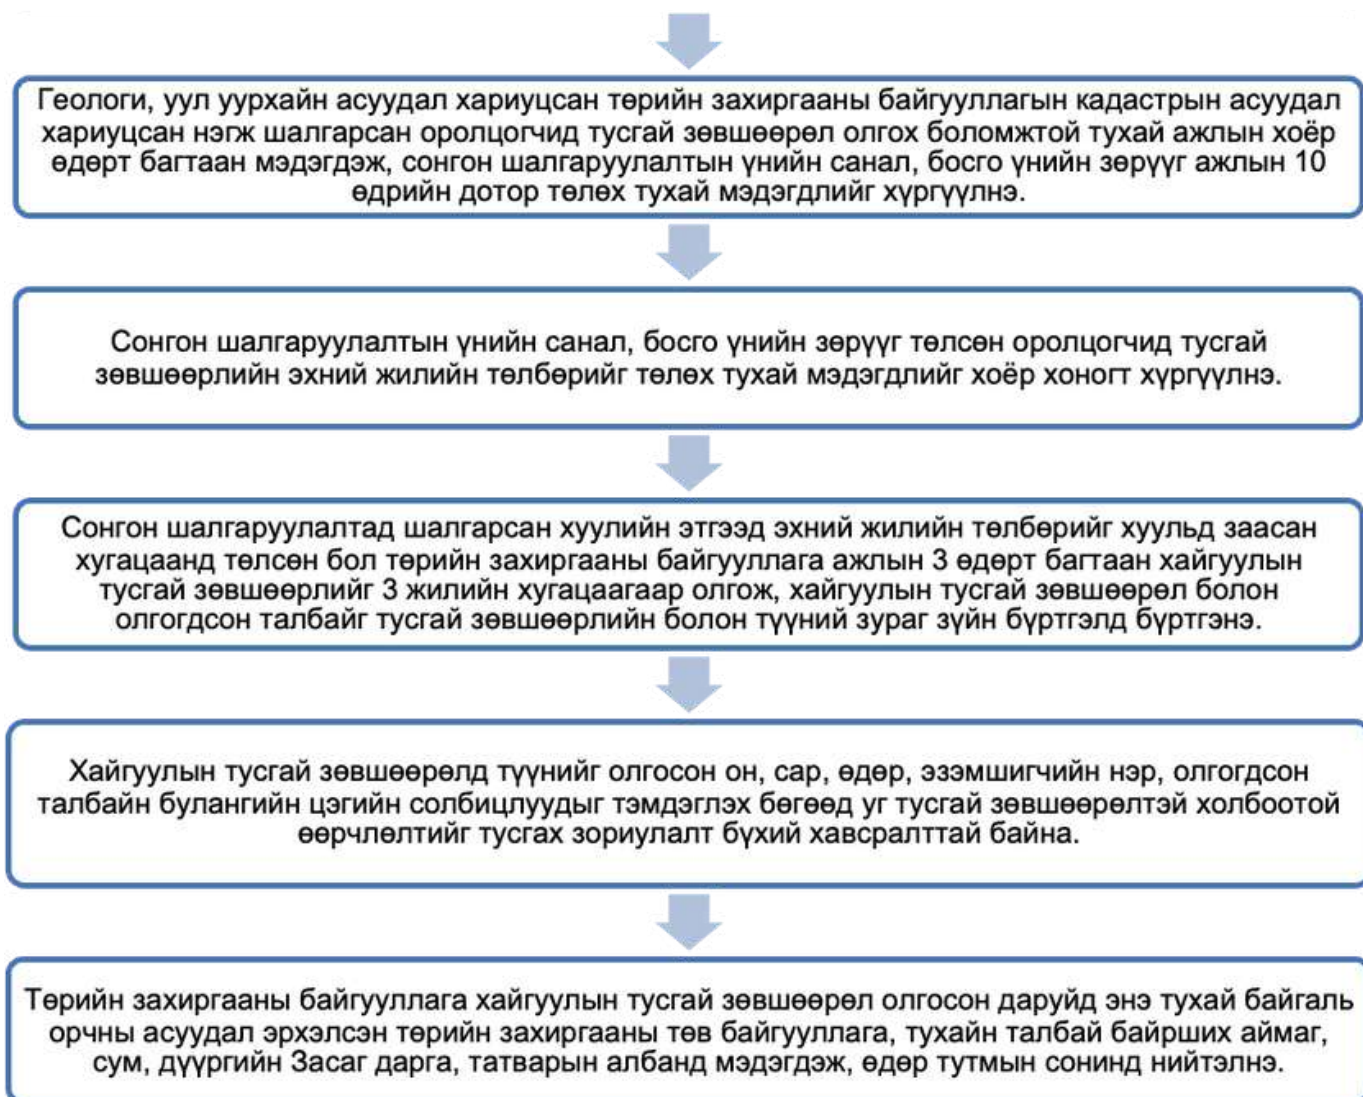 Геологи, уул уурхайн асуудал хариуцсан төрийн захиргааны байгууллагын кадастрын асуудал
хариуцсан нэгж шалгарсан оролцогчид тусгай зөвшөөрөл олгох боломжтой тухай ажлын хоёр
өдөрт багтаан мэдэгдэж, сонгон шалгаруулалтын үнийн санал, босго үнийн зөрүүг ажлын 10
өдрийн дотор төлөх тухай мэдэгдлийг хүргүүлнэ.
Сонгон шалгаруулалтын үнийн санал, босго үнийн зөрүүг төлсөн оролцогчид тусгай
зөвшөөрлийн эхний жилийн төлбөрийг төлөх тухай мэдэгдлийг хоёр хоногт хүргүүлнэ.
Сонгон шалгаруулалтад шалгарсан хуулийн этгээд эхний жилийн төлбөрийг хуульд заасан
хугацаанд төлсөн бол төрийн захиргааны байгууллага ажлын 3 өдөрт багтаан хайгуулын
тусгай зөвшөөрлийг 3 жилийн хугацаагаар олгож, хайгуулын тусгай зөвшөөрөл болон
олгогдсон талбайг тусгай зөвшөөрлийн болон түүний зураг зүйн бүртгэлд бүртгэнэ.
Хайгуулын тусгай зөвшөөрөлд түүнийг олгосон он, сар, өдөр, эзэмшигчийн нэр, олгогдсон
талбайн булангийн цэгийн солбицлуудыг тэмдэглэх бөгөөд уг тусгай зөвшөөрөлтэй холбоотой
өөрчлөлтийг тусгах зориулалт бүхий хавсралттай байна.
Төрийн захиргааны байгууллага хайгуулын тусгай зөвшөөрөл олгосон даруйд энэ тухай байгаль
орчны асуудал эрхэлсэн төрийн захиргааны төв байгууллага, тухайн талбай байрших аймаг,
сум, дүүргийн Засаг дарга, татварын албанд мэдэгдэж, өдөр тутмын сонинд нийтэлнэ.